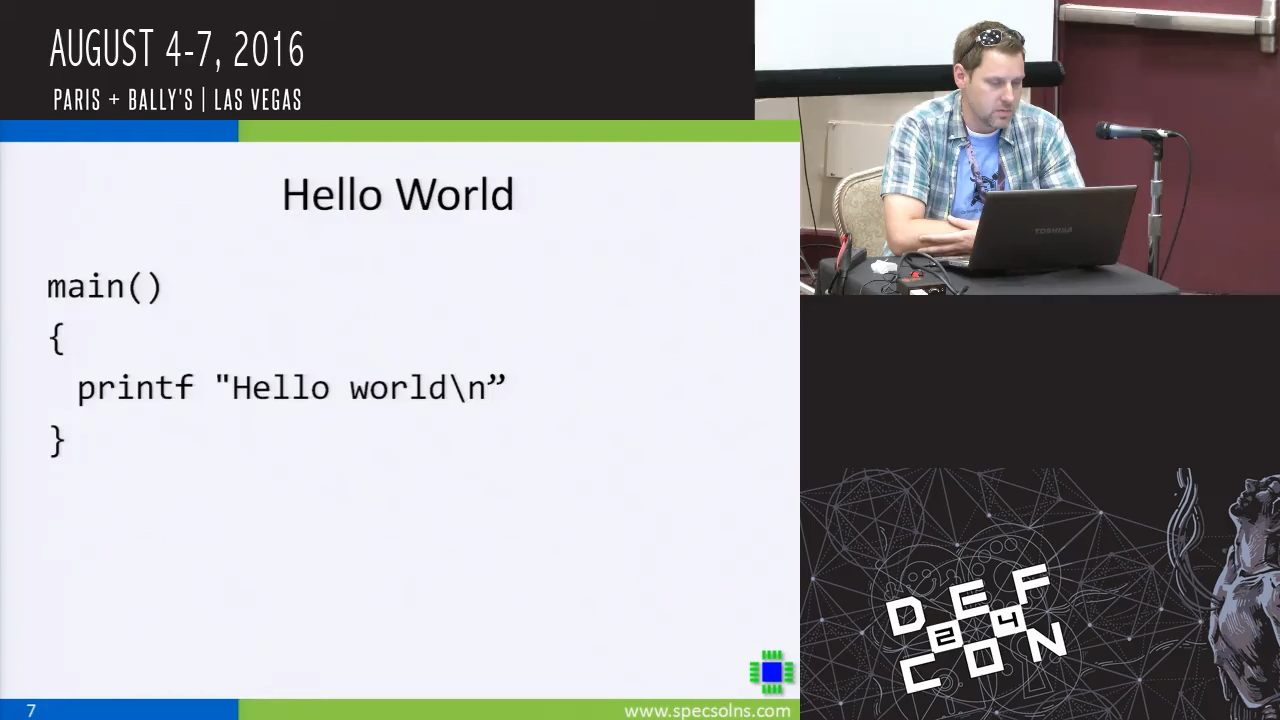 AUGUST 4-7, 2016
PARIS + BALLY'S | LAS VEGAS
Hello World
main()
{
printf "Hello world\n”
}
7
www.specsolns.com
TOSHIBA
DEF
24
CON